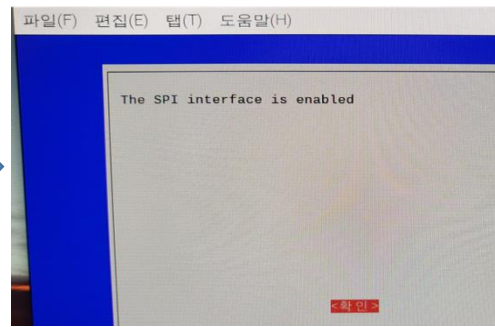 파일(F) 편집(E) 탭(T) 도움말(H)
The SPI interface is enabled
<확인>